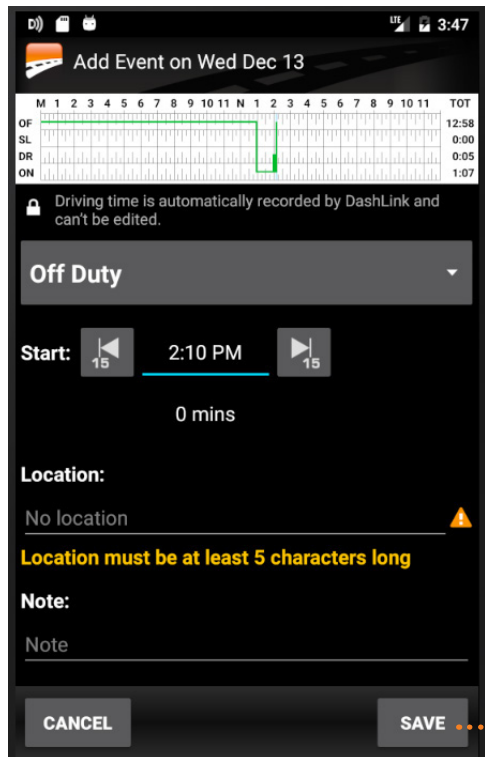 D)) LTE 3:47
Add Event on Wed Dec 13
M 1 2 3 4 5 6 7 8 9 10 11 N 1 2 3 4 5 6 7 8 9 10 11 TOT
OF 12:58
SL 0:00
DR 0:05
ON 1:07
Driving time is automatically recorded by DashLink and
can't be edited.
Off Duty
Start: 15 2:10 PM 15
0 mins
Location:
No location
Location must be at least 5 characters long
Note:
Note
CANCEL SAVE